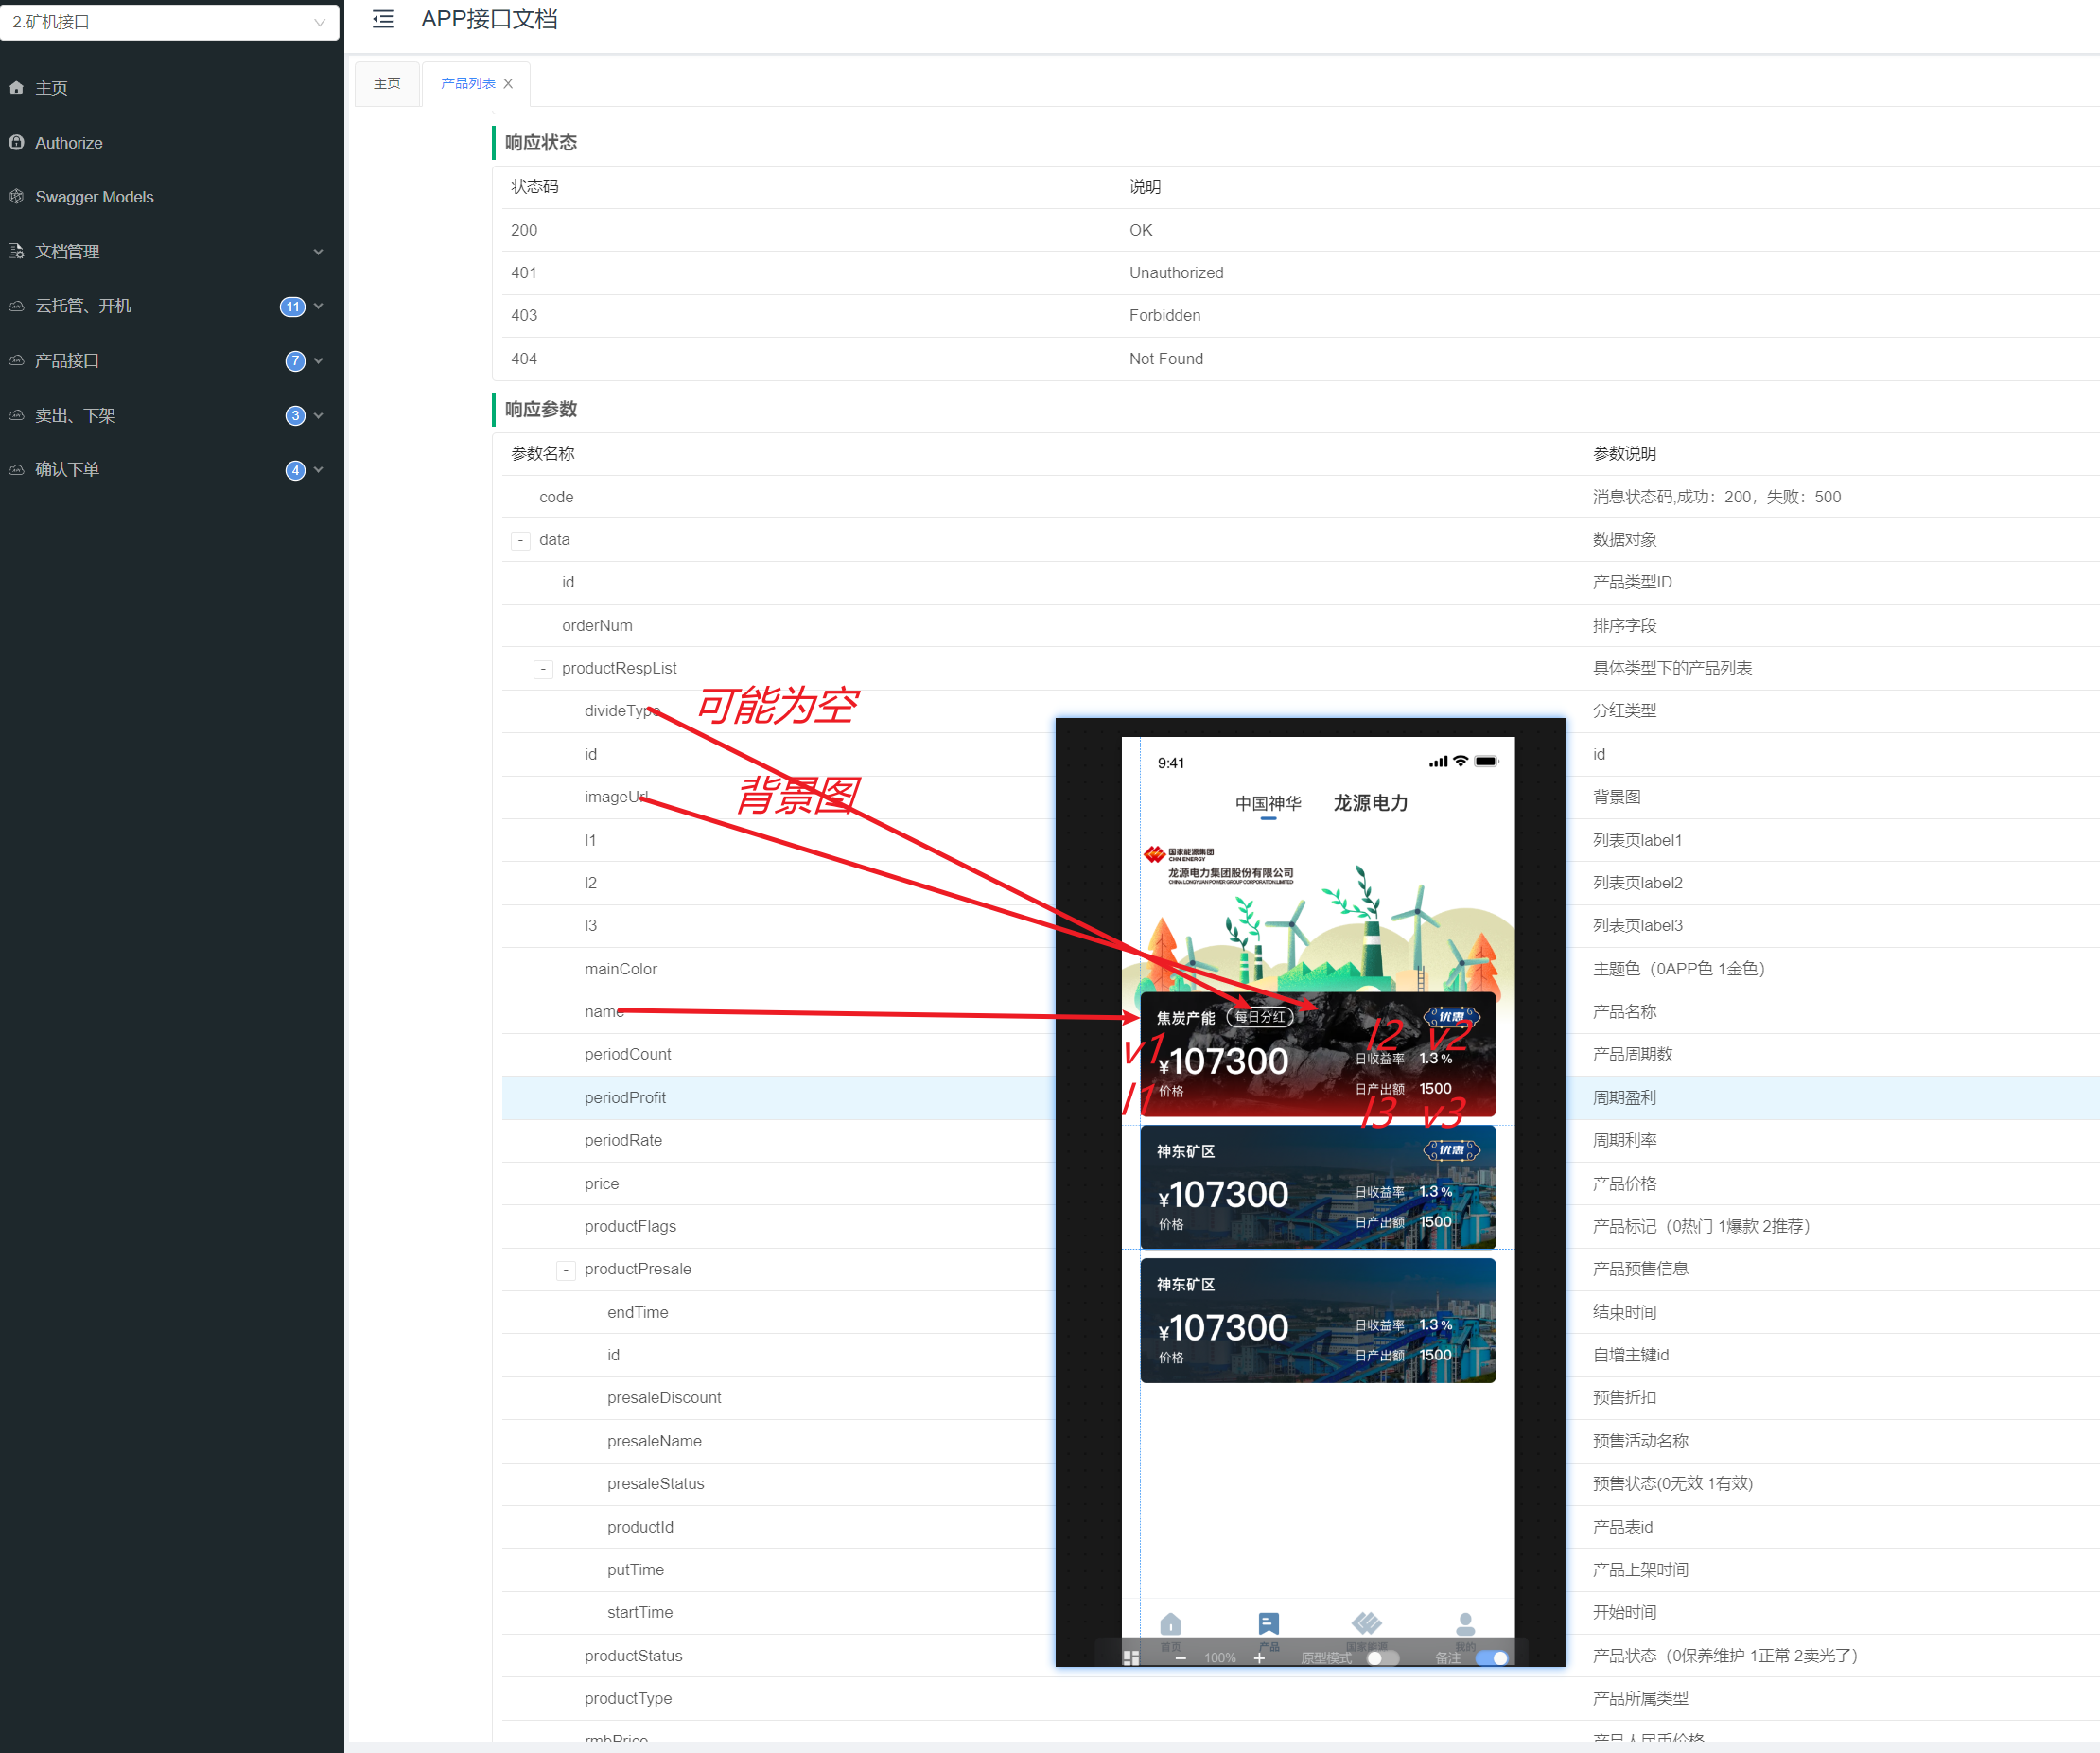 2.矿机接口
主页
Authorize
Swagger Models
文档管理
云托管、开机
11
产品接口
7
卖出、下架
3
确认下单
4
APP接口文档
主页
产品列表
响应状态
状态码 说明
200 OK
401 Unauthorized
403 Forbidden
404 Not Found
响应参数
参数名称 参数说明
code 消息状态码,成功：200，失败：500
- data 数据对象
id 产品类型ID
orderNum 排序字段
- productRespList 具体类型下的产品列表
divideType 分红类型
可能为空
id id
imageUrl 背景图
背景图
l1 列表页label1
l2 列表页label2
l3 列表页label3
mainColor 主题色（0APP色 1金色）
name 产品名称
periodCount 产品周期数
periodProfit 周期盈利
periodRate 周期利率
price 产品价格
productFlags 产品标记（0热门 1爆款 2推荐）
- productPresale 产品预售信息
endTime 结束时间
id 自增主键id
presaleDiscount 预售折扣
presaleName 预售活动名称
presaleStatus 预售状态(0无效 1有效)
productId 产品表id
putTime 产品上架时间
startTime 开始时间
productStatus 产品状态（0保养维护 1正常 2卖光了）
productType 产品所属类型
rmbPrice 产品人民币价格
9:41
中国神华 龙源电力
国家能源集团
CHN ENERGY
龙源电力集团股份有限公司
CHINA LONGYUAN POWER GROUP CORPORATION LIMITED
焦炭产能 每日分红 优惠
l2 v2
v1
¥107300 日收益率 1.3%
l1
价格 日产出额 1500
l3 v3
神东矿区 优惠
¥107300 日收益率 1.3%
价格 日产出额 1500
神东矿区
¥107300 日收益率 1.3%
价格 日产出额 1500
首页 产品 国家能源 我的
100% 原型模式 备注